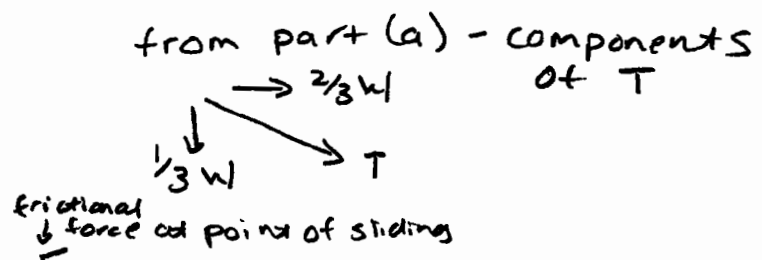 from part (a) - components
of T
2/3 W
1/3 W
T
frictional
force at point of sliding